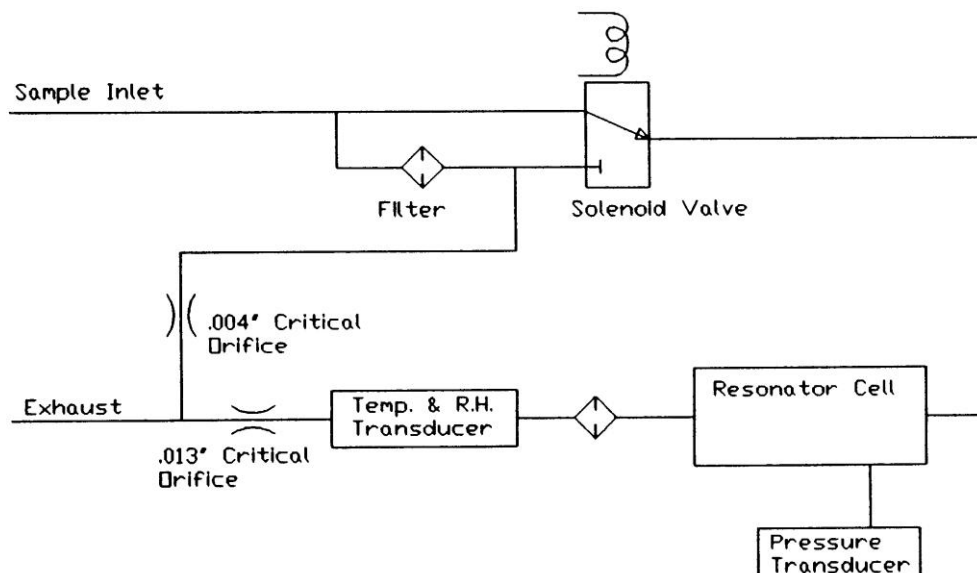 Sample Inlet
Filter
Solenoid Valve
.004" Critical
Orifice
Exhaust
.013" Critical
Orifice
Temp. & R.H.
Transducer
Resonator Cell
Pressure
Transducer